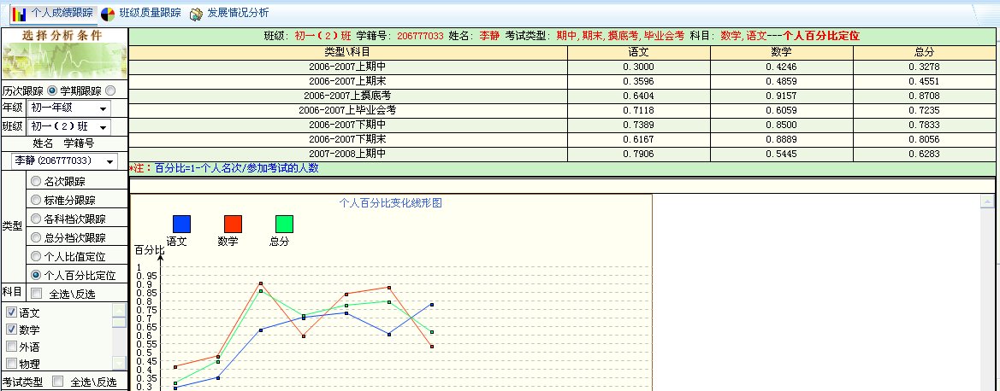 个人成绩跟踪 班级质量跟踪 发展情况分析
选择分析条件
历次跟踪 学期跟踪
年级 初一年级
班级 初一（2）班
姓名 学籍号
李静(206777033)
类型
名次跟踪
标准分跟踪
各科档次跟踪
总分档次跟踪
个人比值定位
个人百分比定位
科目 全选\反选
语文
数学
外语
物理
考试类型 全选\反选
班级: 初一（2）班 学籍号: 206777033 姓名: 李静 考试类型: 期中,期末,摸底考,毕业会考 科目: 数学,语文---个人百分比定位
类型\科目 语文 数学 总分
2006-2007上期中 0.3000 0.4246 0.3278
2006-2007上期末 0.3596 0.4859 0.4551
2006-2007上摸底考 0.6404 0.9157 0.8708
2006-2007上毕业会考 0.7118 0.6059 0.7235
2006-2007下期中 0.7389 0.8500 0.7833
2006-2007下期末 0.6167 0.8889 0.8056
2007-2008上期中 0.7906 0.5445 0.6283
*注：百分比=1-个人名次/参加考试的人数
个人百分比变化线形图
语文 数学 总分
百分比
1
0.95
0.9
0.85
0.8
0.75
0.7
0.65
0.6
0.55
0.5
0.45
0.4
0.35
0.3